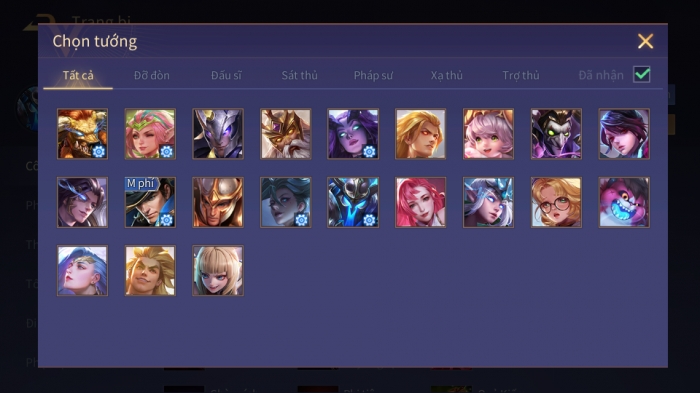 Trang bị
Chọn tướng
Tất cả Đỡ đòn Đấu sĩ Sát thủ Pháp sư Xạ thủ Trợ thủ Đã nhận
M phí